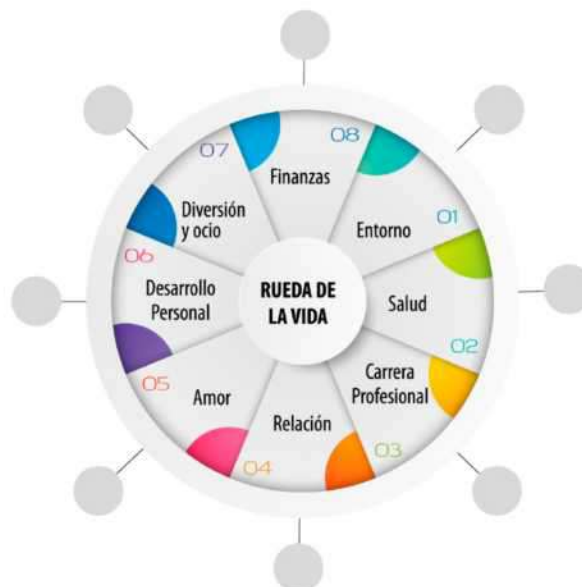 RUEDA DE
LA VIDA
01
Entorno
02
Salud
03
Carrera
Profesional
04
Relación
05
Amor
06
Desarrollo
Personal
07
Diversión
y ocio
08
Finanzas